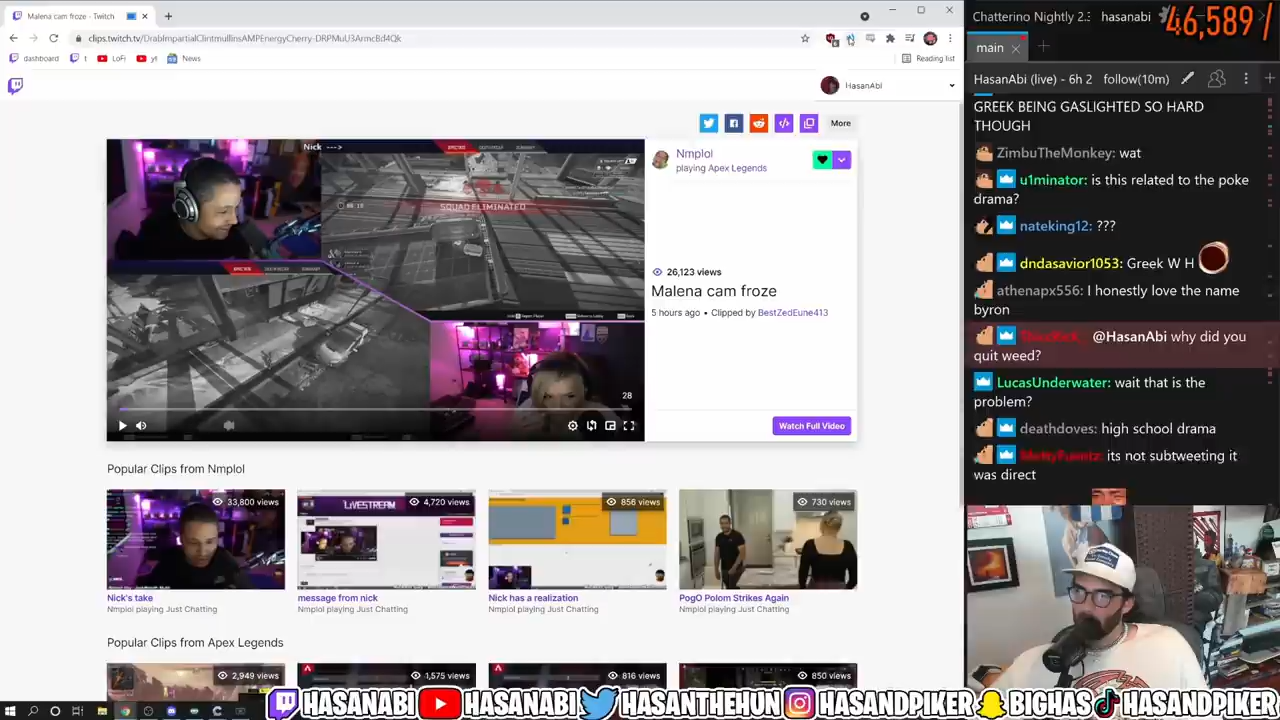 Malena cam froze - Twitch
Chatterino Nightly 2.
hasanabi
46,589 /
clips.twitch.tv/DrabImpartialClintmullinsAMPEnergyCherry-DRPMuU3ArmcBd4Qk
main
dashboard
t
LoFi
yt
News
Reading list
HasanAbi (live) - 6h 2
follow(10m)
HasanAbi
GREEK BEING GASLIGHTED SO HARD
THOUGH
More
ZimbuTheMonkey: wat
u1minator: is this related to the poke
drama?
nateking12: ???
dndasavior1053: Greek W H
athenapx556: I honestly love the name
byron
@HasanAbi why did you
quit weed?
LucasUnderwater: wait that is the
problem?
deathdoves: high school drama
its not subtweeting it
was direct
Nick --->
SQUAD ELIMINATED
28
Nmplol
playing Apex Legends
26,123 views
Malena cam froze
5 hours ago • Clipped by BestZedEune413
Watch Full Video
Popular Clips from Nmplol
33,800 views
4,720 views
856 views
730 views
LIVESTREAM
Nick's take
message from nick
Nick has a realization
PogO Polom Strikes Again
Nmplol playing Just Chatting
Nmplol playing Just Chatting
Nmplol playing Just Chatting
Nmplol playing Just Chatting
Popular Clips from Apex Legends
2,949 views
1,575 views
816 views
850 views
HASANABI
HASANABI
HASANTHEHUN
HASANDPIKER
BIGHAS
HASANDPIKER